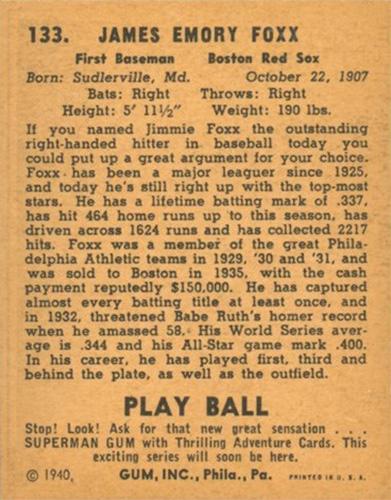 133. JAMES EMORY FOXX
First Baseman Boston Red Sox
Born: Sudlerville, Md. October 22, 1907
Bats: Right Throws: Right
Height: 5' 11½" Weight: 190 lbs.
If you named Jimmie Foxx the outstanding
right-handed hitter in baseball today you
could put up a great argument for your choice.
Foxx has been a major leaguer since 1925,
and today he's still right up with the top-most
stars. He has a lifetime batting mark of .337,
has hit 464 home runs up to this season, has
driven across 1624 runs and has collected 2217
hits. Foxx was a member of the great Phila-
delphia Athletic teams in 1929, '30 and '31, and
was sold to Boston in 1935, with the cash
payment reputedly $150,000. He has captured
almost every batting title at least once, and
in 1932, threatened Babe Ruth's homer record
when he amassed 58. His World Series aver-
age is .344 and his All-Star game mark .400.
In his career, he has played first, third and
behind the plate, as well as the outfield.
PLAY BALL
Stop! Look! Ask for that new great sensation . . .
SUPERMAN GUM with Thrilling Adventure Cards. This
exciting series will soon be here.
© 1940, GUM, INC., Phila., Pa. PRINTED IN U.S.A.